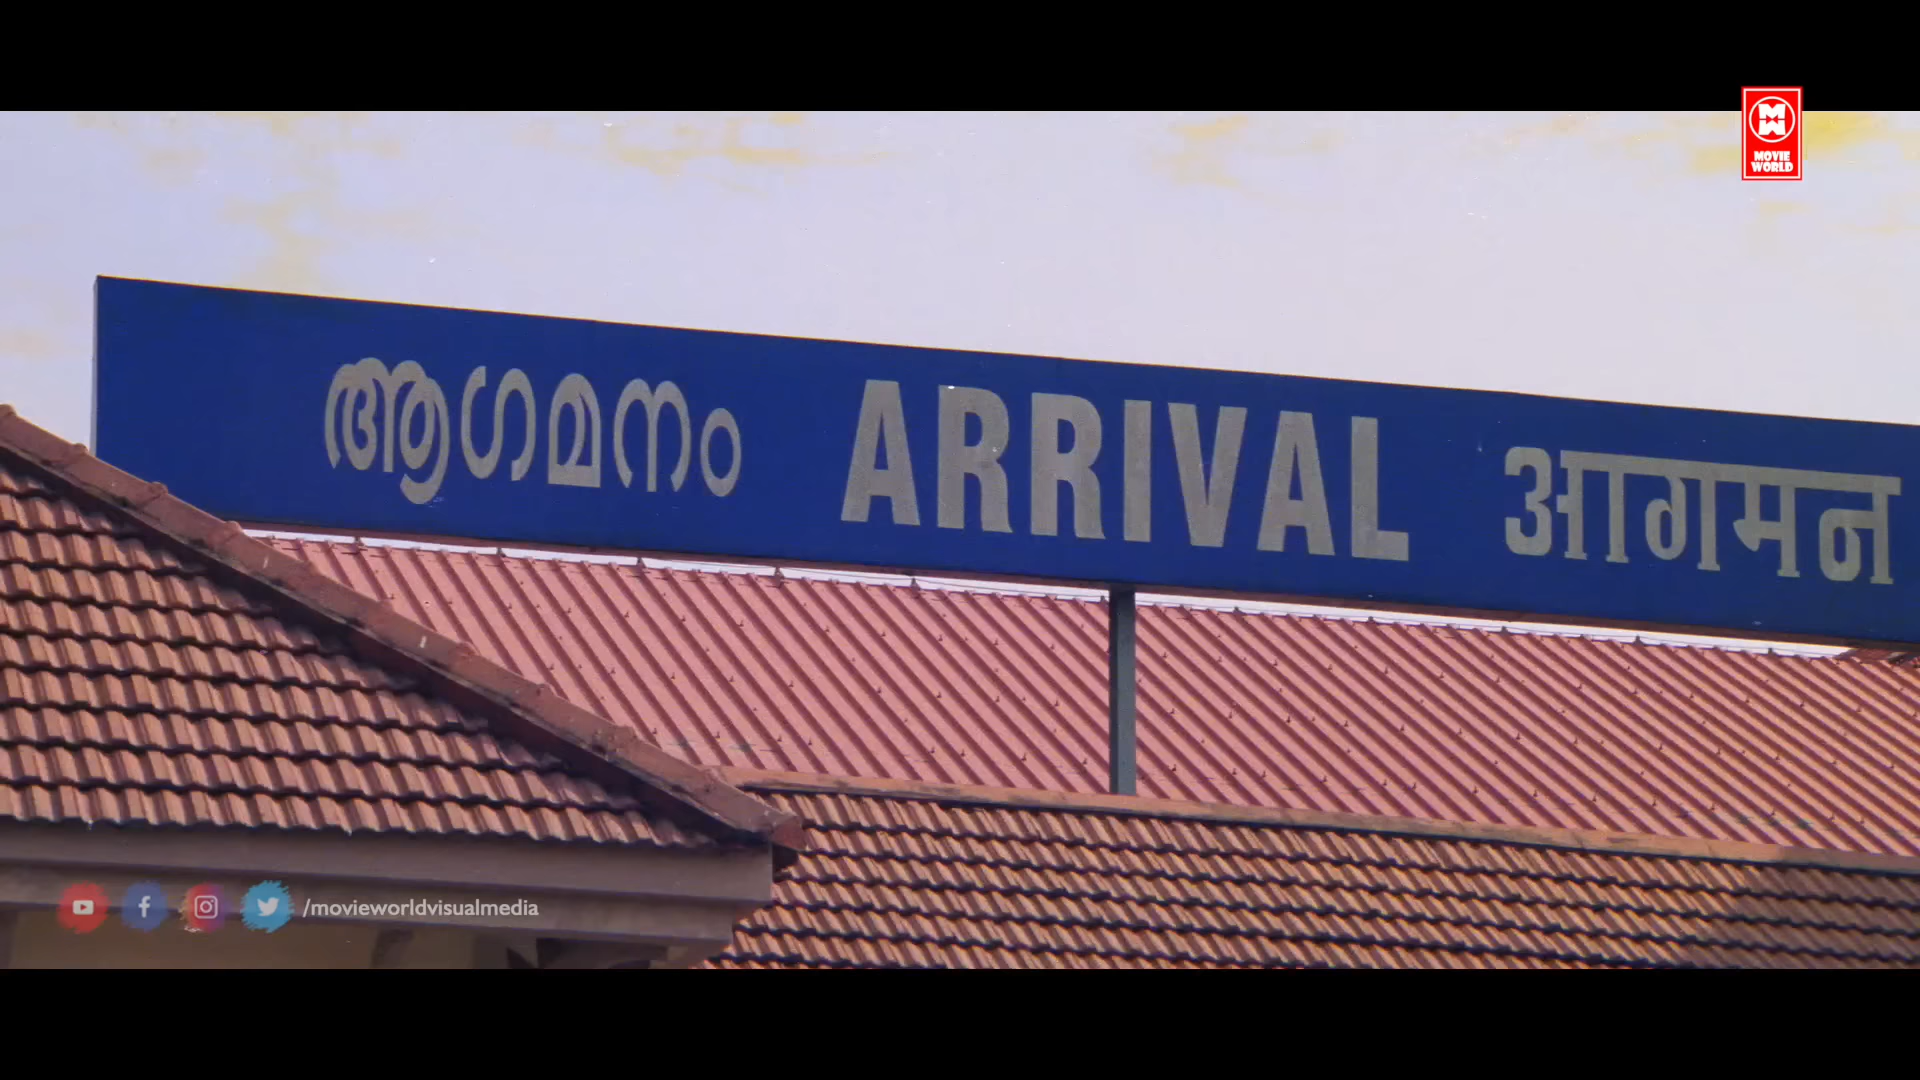 MOVIE
WORLD
ആഗമനം ARRIVAL आगमन
/movieworldvisualmedia